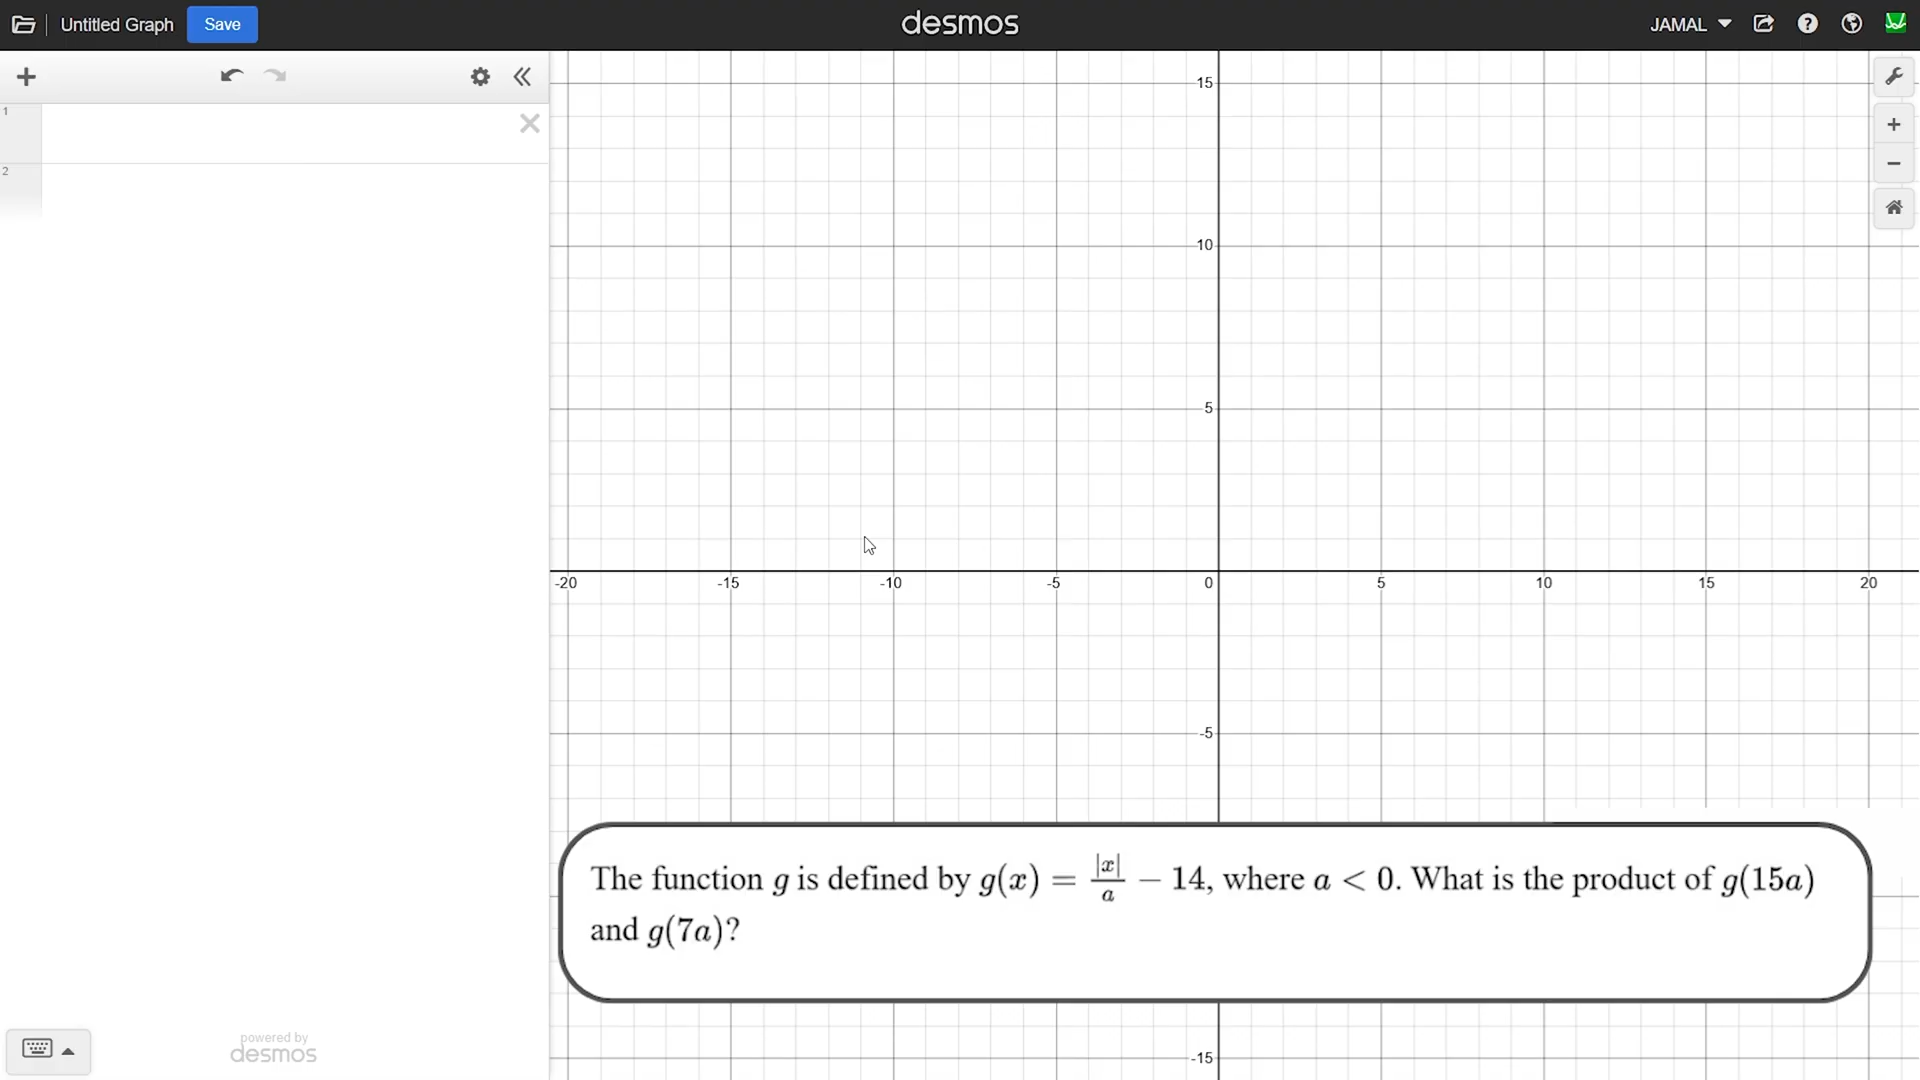 Untitled Graph
Save
desmos
JAMAL
1
2
15
10
5
-20 -15 -10 -5 0 5 10 15 20
-5
The function g is defined by g(x) = |x|/a − 14, where a < 0. What is the product of g(15a)
and g(7a)?
-15
powered by
desmos